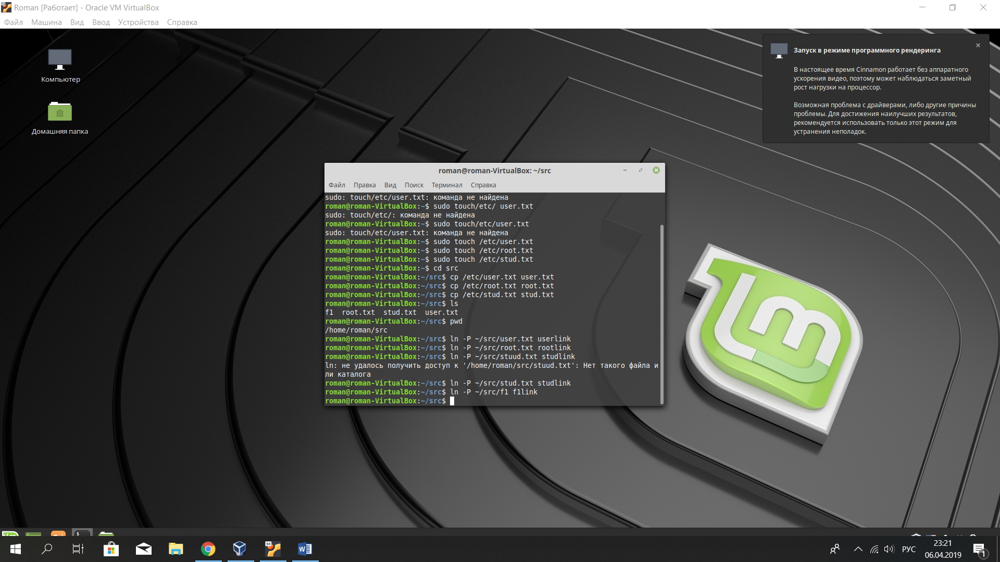 Roman [Работает] - Oracle VM VirtualBox
Файл Машина Вид Ввод Устройства Справка
Компьютер
Домашняя папка
Запуск в режиме программного рендеринга
В настоящее время Cinnamon работает без аппаратного
ускорения видео, поэтому может наблюдаться заметный
рост нагрузки на процессор.
Возможная проблема с драйверами, либо другие причины
проблемы. Для достижения наилучших результатов,
рекомендуется использовать только этот режим для
устранения неполадок.
roman@roman-VirtualBox: ~/src
Файл Правка Вид Поиск Терминал Справка
sudo: touch/etc/user.txt: команда не найдена
roman@roman-VirtualBox:~$ sudo touch/etc/ user.txt
sudo: touch/etc/: команда не найдена
roman@roman-VirtualBox:~$ sudo touch/etc/user.txt
sudo: touch/etc/user.txt: команда не найдена
roman@roman-VirtualBox:~$ sudo touch /etc/user.txt
roman@roman-VirtualBox:~$ sudo touch /etc/root.txt
roman@roman-VirtualBox:~$ sudo touch /etc/stud.txt
roman@roman-VirtualBox:~$ cd src
roman@roman-VirtualBox:~/src$ cp /etc/user.txt user.txt
roman@roman-VirtualBox:~/src$ cp /etc/root.txt root.txt
roman@roman-VirtualBox:~/src$ cp /etc/stud.txt stud.txt
roman@roman-VirtualBox:~/src$ ls
f1  root.txt  stud.txt  user.txt
roman@roman-VirtualBox:~/src$ pwd
/home/roman/src
roman@roman-VirtualBox:~/src$ ln -P ~/src/user.txt userlink
roman@roman-VirtualBox:~/src$ ln -P ~/src/root.txt rootlink
roman@roman-VirtualBox:~/src$ ln -P ~/src/stuud.txt studlink
ln: не удалось получить доступ к '/home/roman/src/stuud.txt': Нет такого файла и
ли каталога
roman@roman-VirtualBox:~/src$ ln -P ~/src/stud.txt studlink
roman@roman-VirtualBox:~/src$ ln -P ~/src/f1 f1link
roman@roman-VirtualBox:~/src$
64
W
РУС
23:21
06.04.2019
1